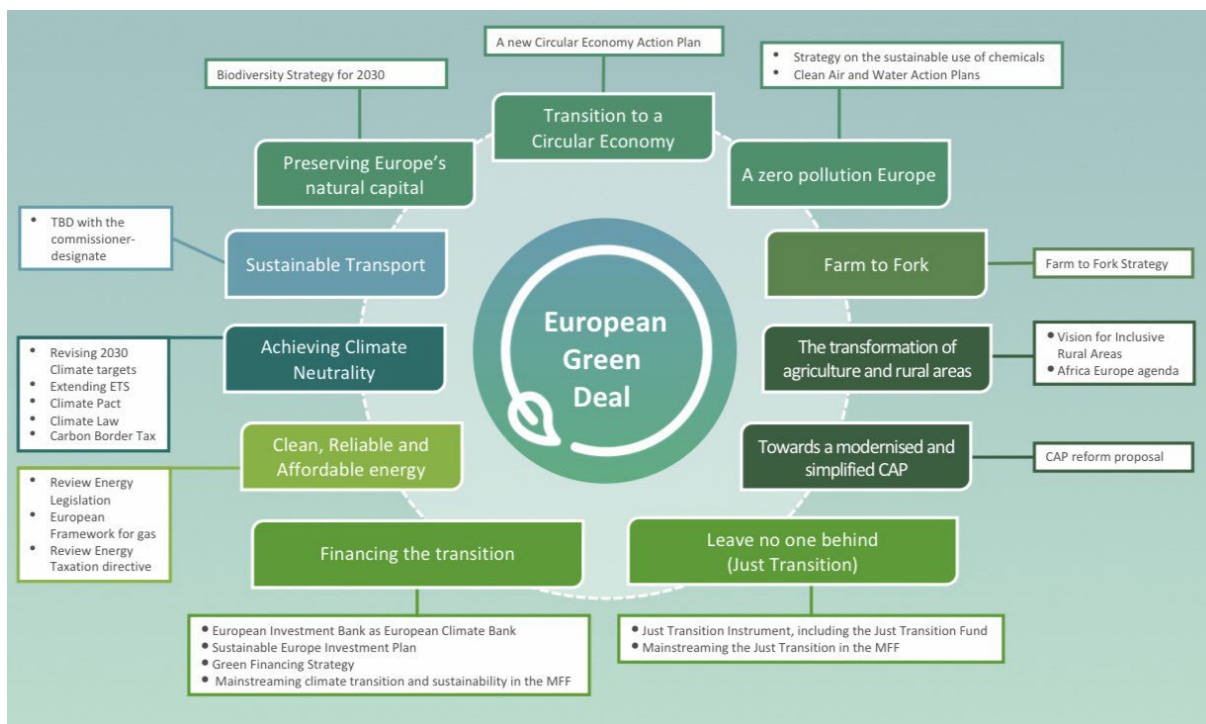 A new Circular Economy Action Plan
Transition to a
Circular Economy
• Strategy on the sustainable use of chemicals
• Clean Air and Water Action Plans
A zero pollution Europe
Farm to Fork
Farm to Fork Strategy
The transformation of
agriculture and rural areas
• Vision for Inclusive
Rural Areas
• Africa Europe agenda
Towards a modernised and
simplified CAP
CAP reform proposal
Leave no one behind
(Just Transition)
• Just Transition Instrument, including the Just Transition Fund
• Mainstreaming the Just Transition in the MFF
Financing the transition
• European Investment Bank as European Climate Bank
• Sustainable Europe Investment Plan
• Green Financing Strategy
• Mainstreaming climate transition and sustainability in the MFF
Clean, Reliable and
Affordable energy
• Review Energy
Legislation
• European
Framework for gas
• Review Energy
Taxation directive
Achieving Climate
Neutrality
• Revising 2030
Climate targets
• Extending ETS
• Climate Pact
• Climate Law
• Carbon Border Tax
Sustainable Transport
• TBD with the
commissioner-
designate
Preserving Europe's
natural capital
Biodiversity Strategy for 2030
European
Green
Deal